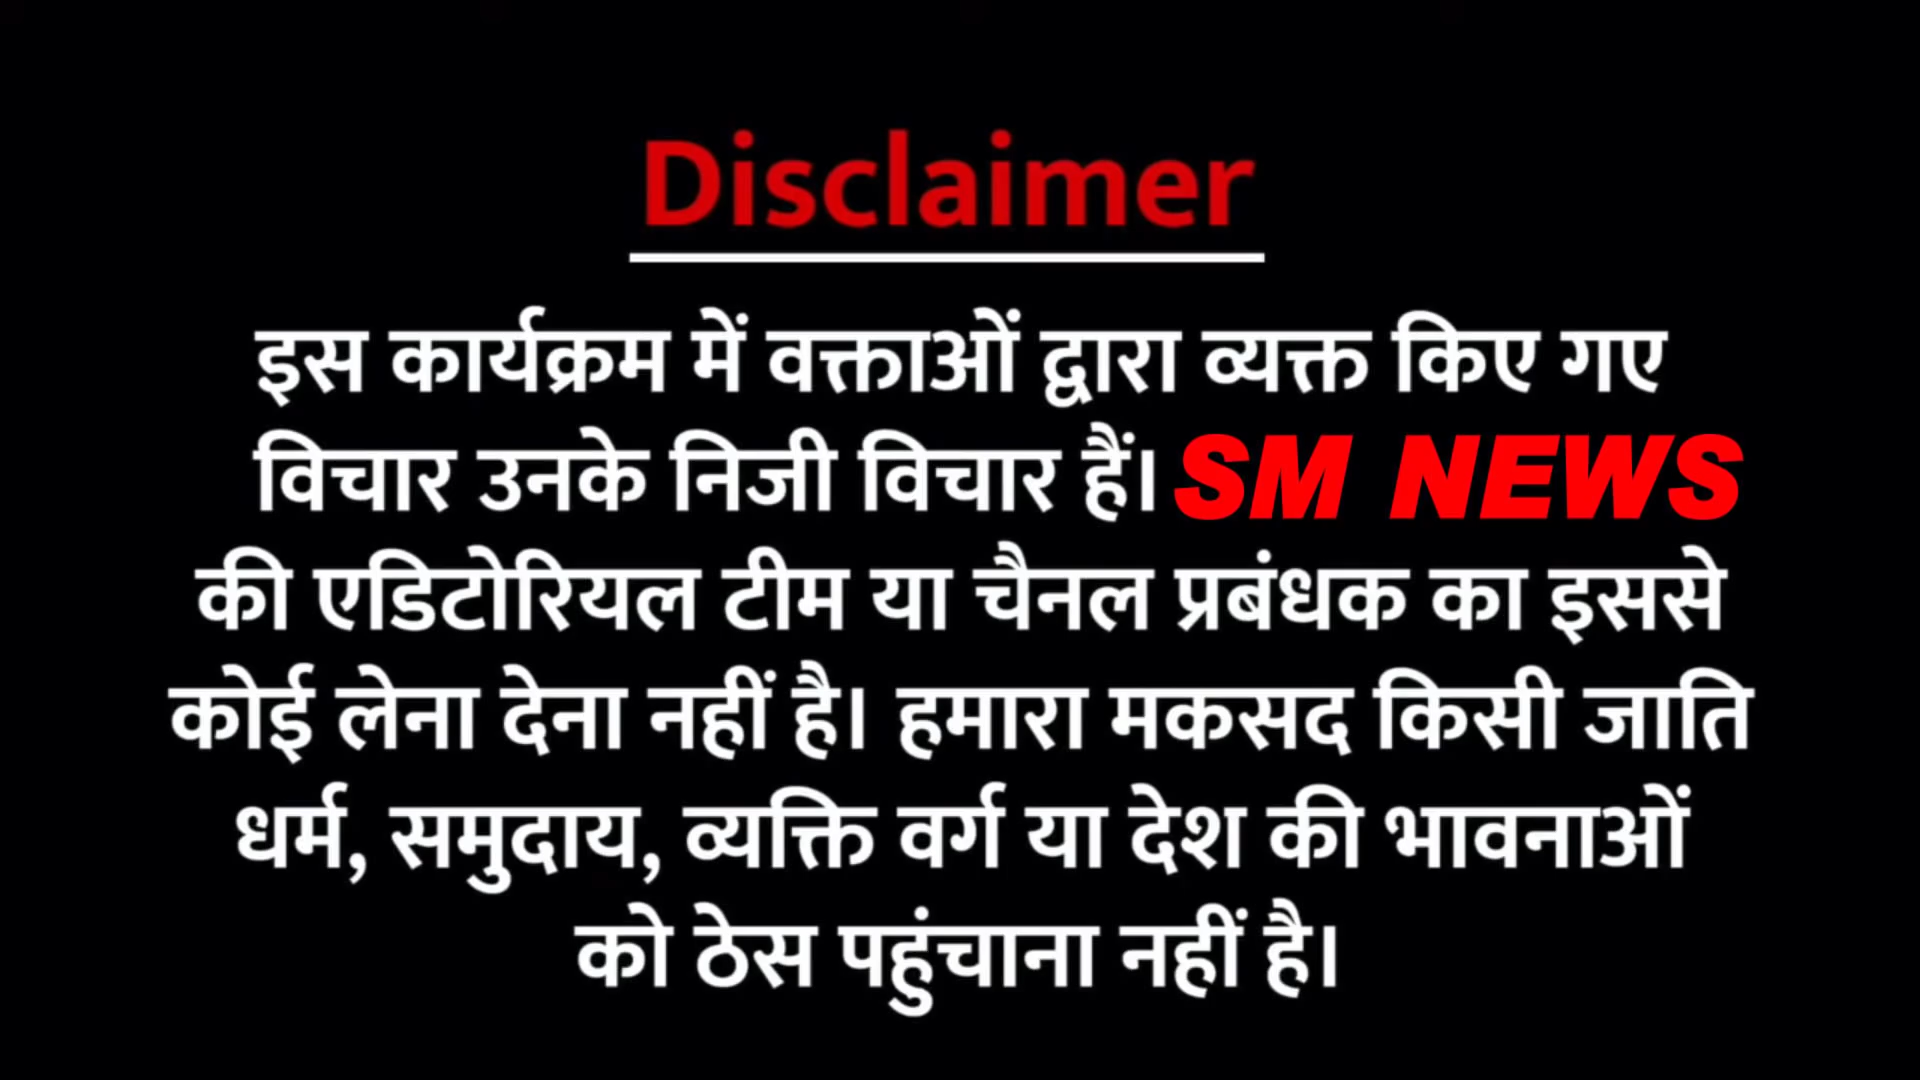 Disclaimer
इस कार्यक्रम में वक्ताओं द्वारा व्यक्त किए गए
विचार उनके निजी विचार हैं। SM NEWS
की एडिटोरियल टीम या चैनल प्रबंधक का इससे
कोई लेना देना नहीं है। हमारा मकसद किसी जाति
धर्म, समुदाय, व्यक्ति वर्ग या देश की भावनाओं
को ठेस पहुंचाना नहीं है।